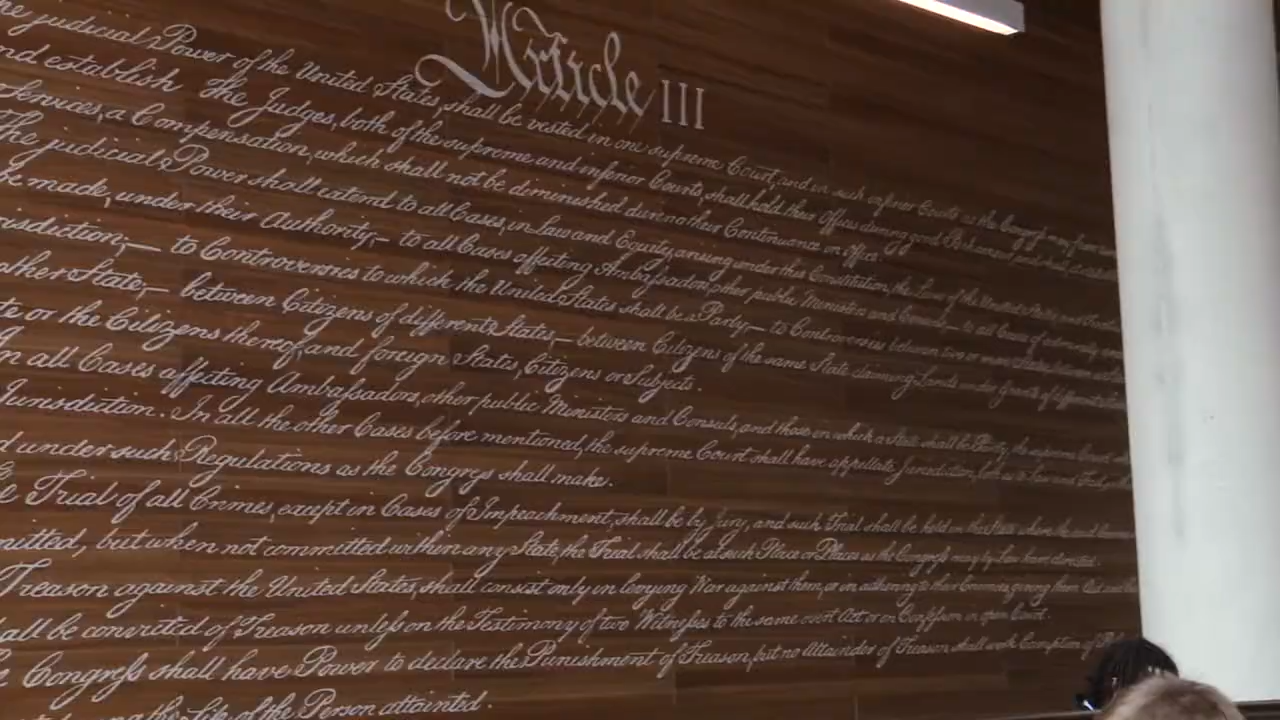 Article III
he judicial Power of the United States, shall be vested in one supreme Court, and in such inferior Courts as the Congress may from
nd establish The Judges, both of the supreme and inferior Courts, shall hold their Offices during good Behaviour
Services, a Compensation, which shall not be diminished during their Continuance in Office.
The judicial Power shall extend to all Cases, in Law and Equity, arising under this Constitution, the Laws of the United States
be made, under their Authority;— to all Cases affecting Ambassadors, other public Ministers and Consuls;— to all Cases of admiralty
risdiction;— to Controversies to which the United States shall be a Party;— to Controversies between two or more
other State;— between Citizens of different States,— between Citizens of the same State claiming Lands under Grants of different
te or the Citizens thereof, and foreign States, Citizens or Subjects.
n all Cases affecting Ambassadors, other public Ministers and Consuls, and those in which a State shall be Party, the supreme Court
Jurisdiction. In all the other Cases before mentioned, the supreme Court shall have appellate Jurisdiction, both as to Law and Fact,
d under such Regulations as the Congress shall make.
e Trial of all Crimes, except in Cases of Impeachment, shall be by Jury; and such Trial shall be held in the State where the said Crimes
mitted; but when not committed within any State, the Trial shall be at such Place or Places as the Congress may by Law have directed.
Treason against the United States, shall consist only in levying War against them, or in adhering to their Enemies, giving them Aid and
all be convicted of Treason unless on the Testimony of two Witnesses to the same overt Act, or on Confession in open Court.
e Congress shall have Power to declare the Punishment of Treason, but no Attainder of Treason shall work Corruption of
the Life of the Person attainted.